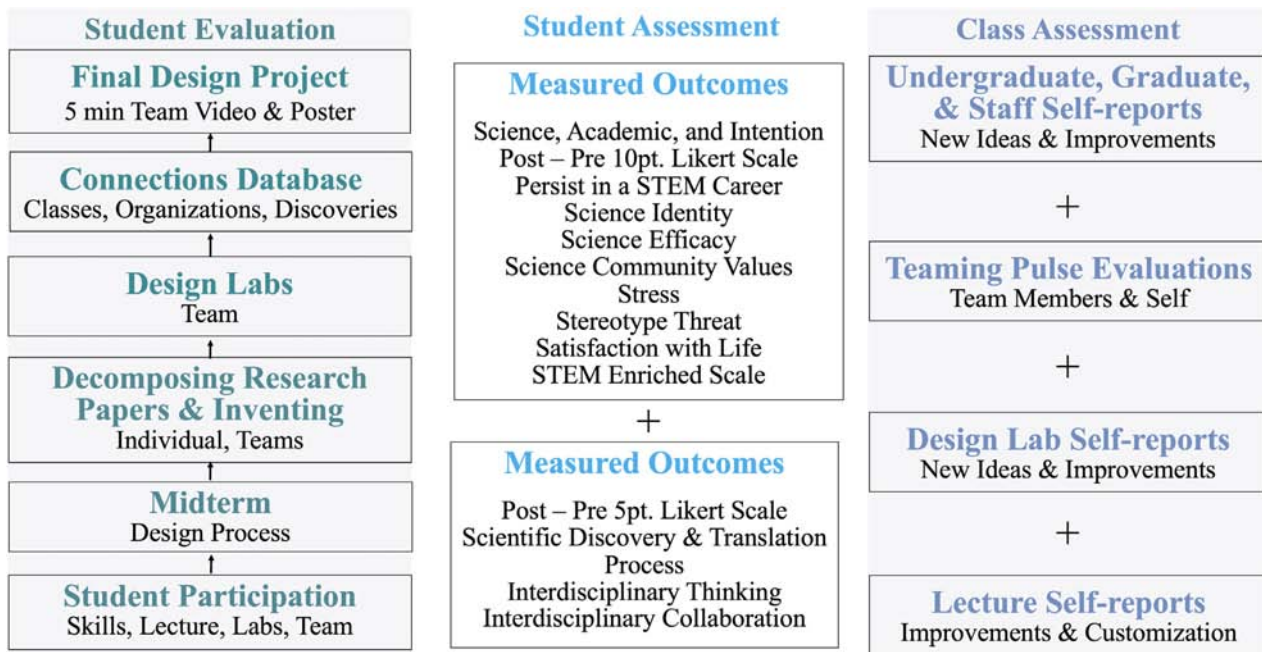 Student Evaluation
Final Design Project
5 min Team Video & Poster
Connections Database
Classes, Organizations, Discoveries
Design Labs
Team
Decomposing Research
Papers & Inventing
Individual, Teams
Midterm
Design Process
Student Participation
Skills, Lecture, Labs, Team
Student Assessment
Measured Outcomes
Science, Academic, and Intention
Post – Pre 10pt. Likert Scale
Persist in a STEM Career
Science Identity
Science Efficacy
Science Community Values
Stress
Stereotype Threat
Satisfaction with Life
STEM Enriched Scale
+
Measured Outcomes
Post – Pre 5pt. Likert Scale
Scientific Discovery & Translation
Process
Interdisciplinary Thinking
Interdisciplinary Collaboration
Class Assessment
Undergraduate, Graduate,
& Staff Self-reports
New Ideas & Improvements
+
Teaming Pulse Evaluations
Team Members & Self
+
Design Lab Self-reports
New Ideas & Improvements
+
Lecture Self-reports
Improvements & Customization